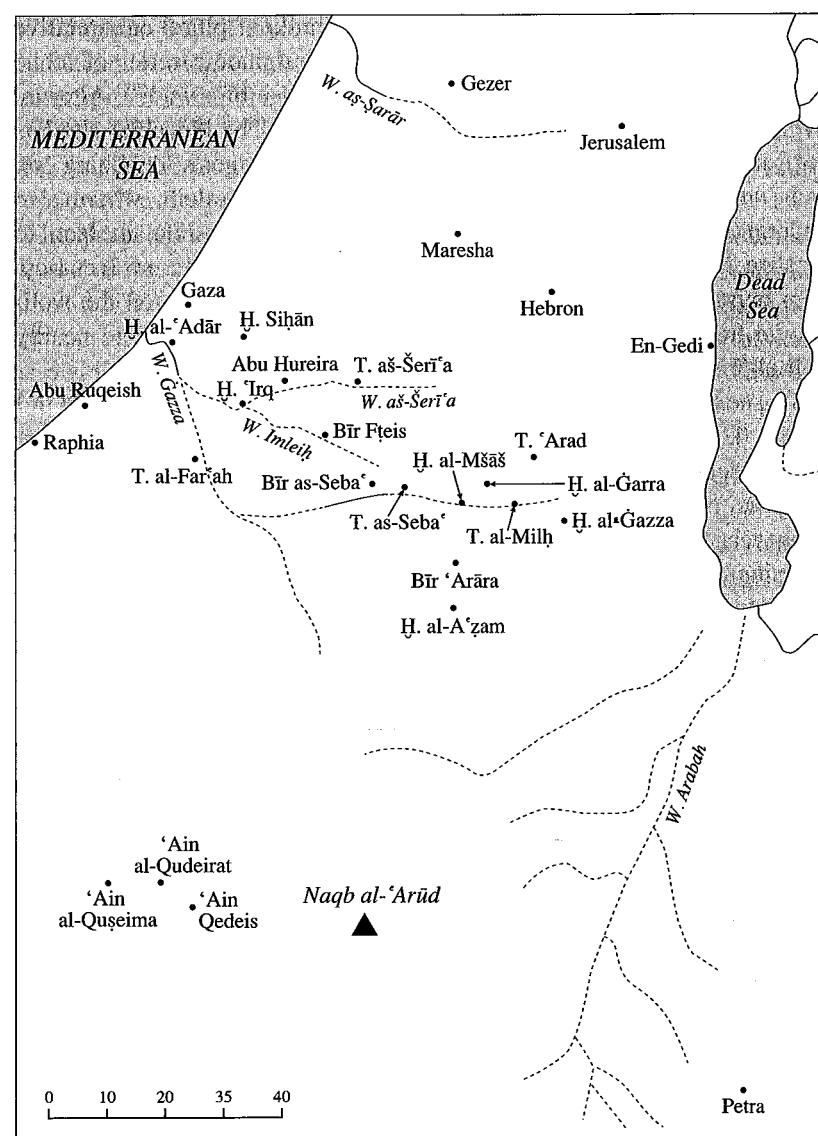 W. aṣ-Ṣarār
Gezer
Jerusalem
MEDITERRANEAN
SEA
Maresha
Dead
Sea
Hebron
Gaza
Ḫ. Siḥān
Ḫ. al-ʿAdār
En-Gedi
Abu Hureira
T. aš-Šerīʿa
W. Gazza
Ḫ. ʿIrq
W. aš-Šerīʿa
Abu Ruqeish
W. Imleiḥ
Bīr Fṭeis
Raphia
T. ʿArad
T. al-Farʿah
Ḫ. al-Mšāš
Bīr as-Sebaʿ
Ḫ. al-Ġarra
T. as-Sebaʿ
T. al-Milḥ
Ḫ. al-Ġazza
Bīr ʿArāra
Ḫ. al-Aʿẓam
W. Arabah
ʿAin
al-Qudeirat
ʿAin
al-Quṣeima
ʿAin
Qedeis
Naqb al-ʿArūd
0 10 24 35 40
Petra